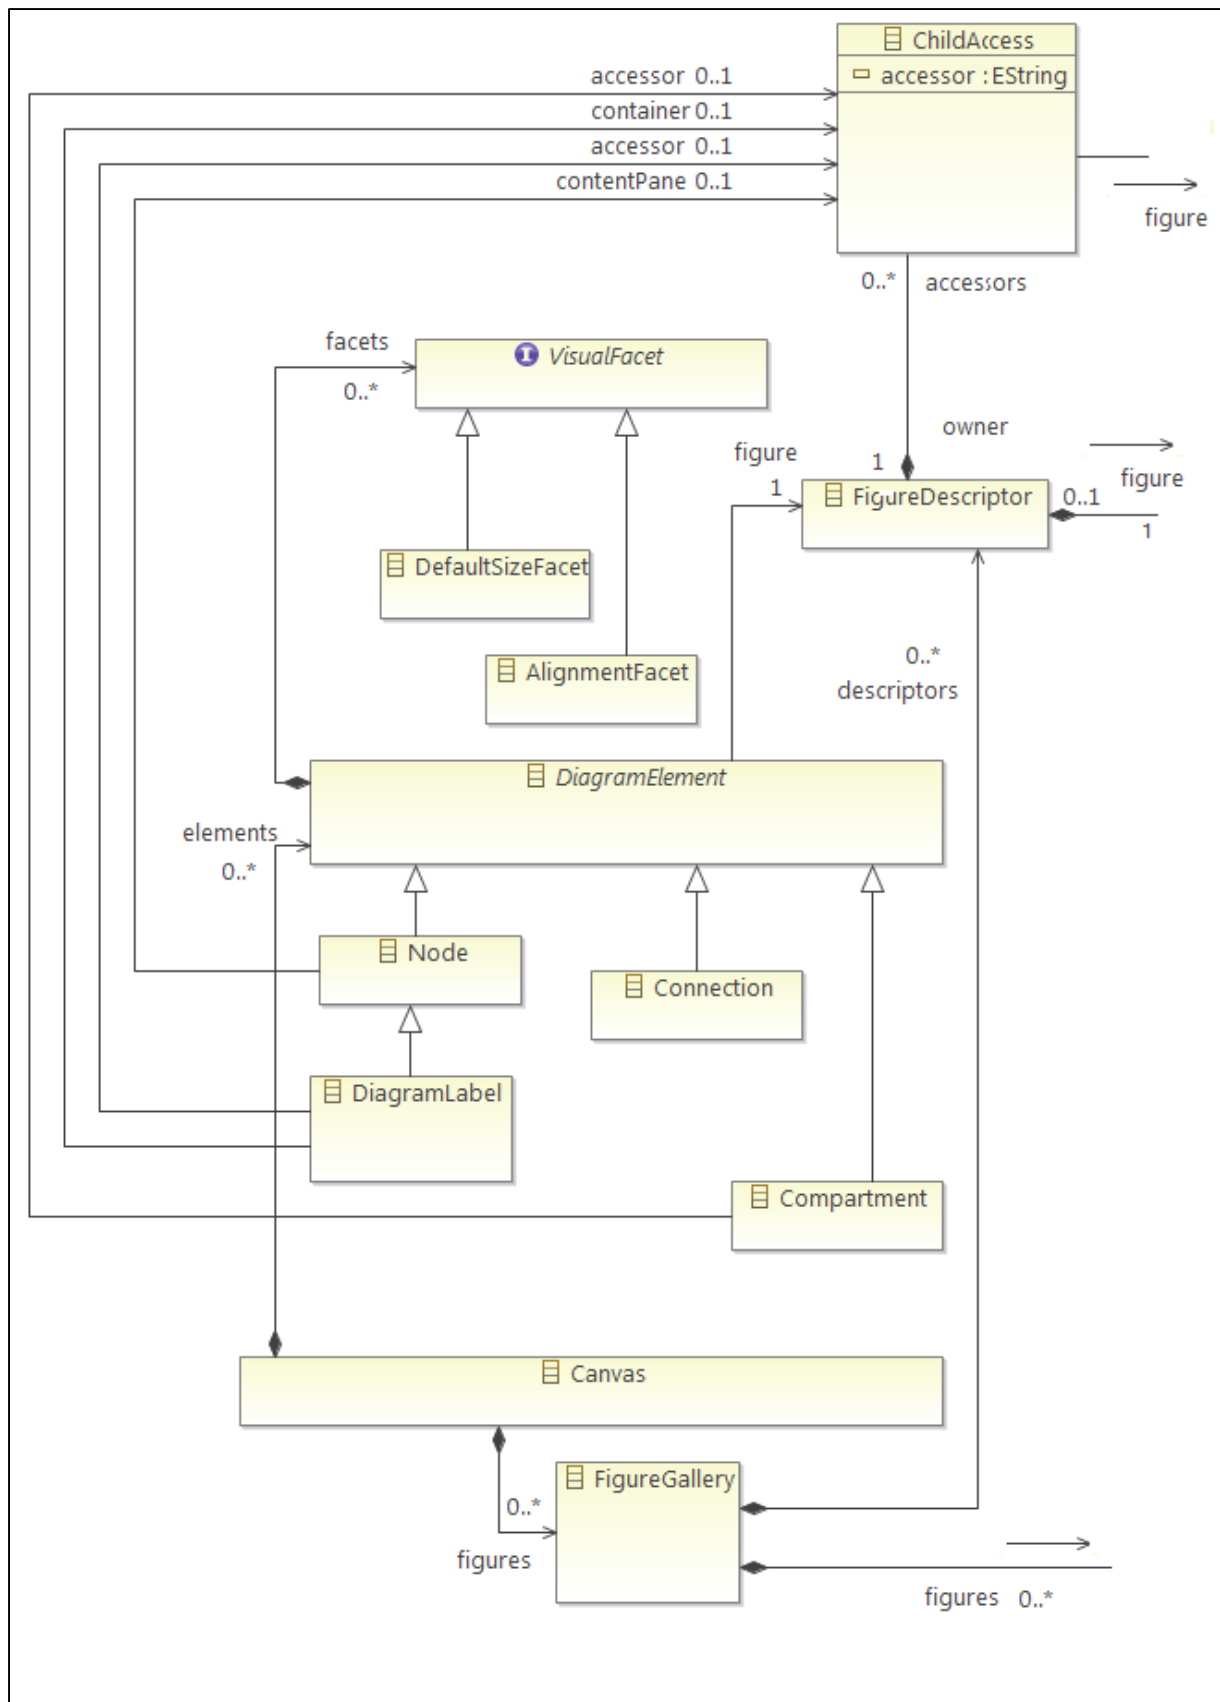 ChildAccess
accessor : EString
accessor 0..1
container 0..1
accessor 0..1
contentPane 0..1
figure
0..* accessors
facets
0..*
VisualFacet
owner
figure
1
1
figure
FigureDescriptor
0..1
1
DefaultSizeFacet
AlignmentFacet
0..*
descriptors
DiagramElement
elements
0..*
Node
Connection
DiagramLabel
Compartment
Canvas
FigureGallery
0..*
figures
figures 0..*